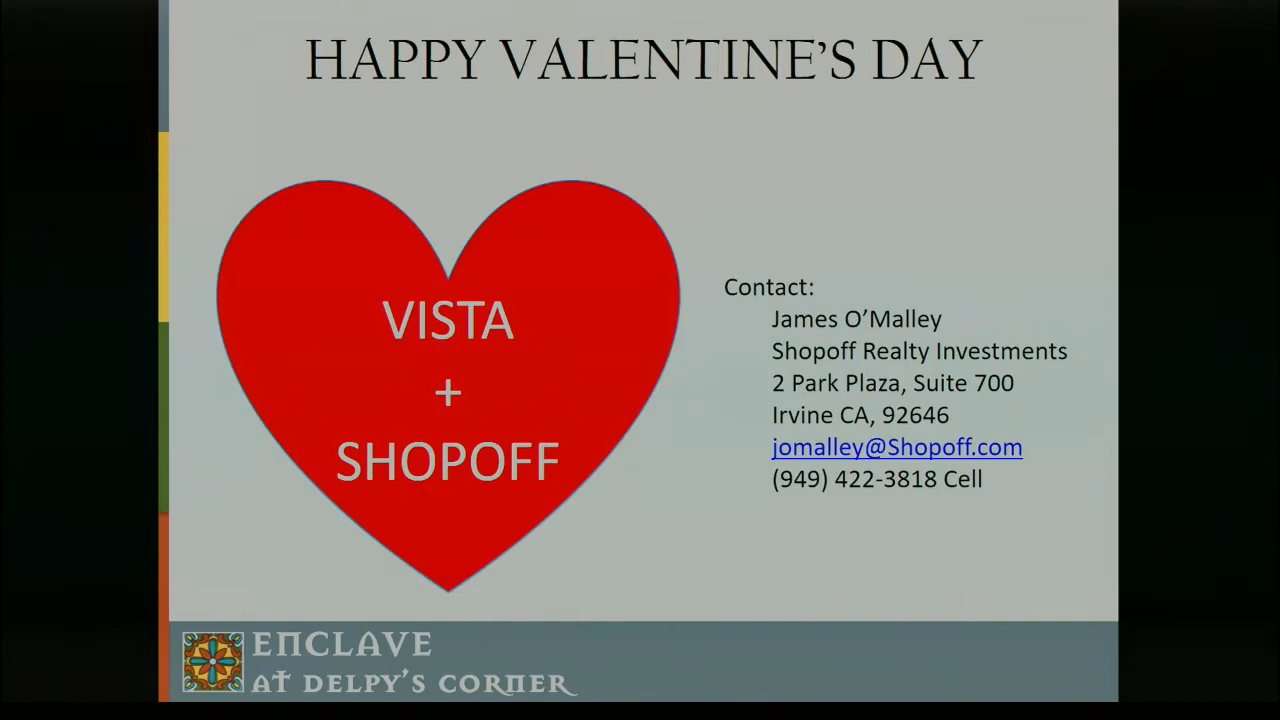 HAPPY VALENTINE'S DAY
VISTA
+
SHOPOFF
Contact:
James O'Malley
Shopoff Realty Investments
2 Park Plaza, Suite 700
Irvine CA, 92646
jomalley@Shopoff.com
(949) 422-3818 Cell
ENCLAVE
AT DELPY'S CORNER